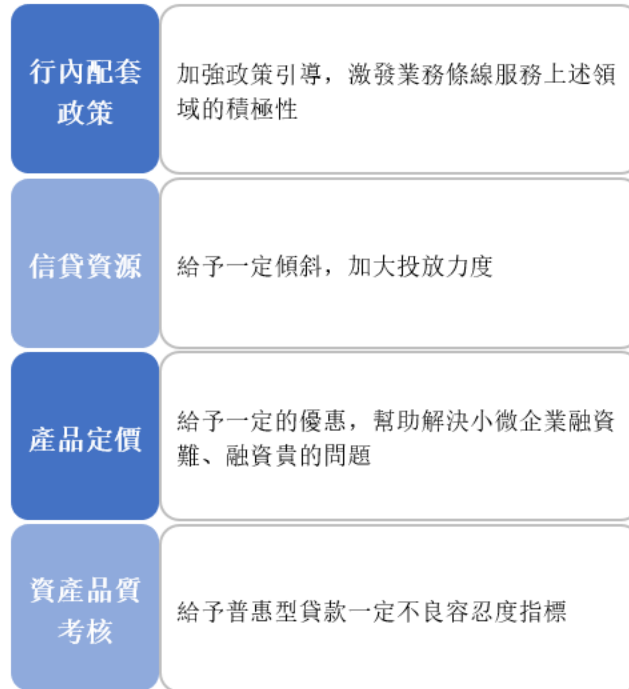 行內配套
政策
加強政策引導，激發業務條線服務上述領
域的積極性
信貸資源
給予一定傾斜，加大投放力度
產品定價
給予一定的優惠，幫助解決小微企業融資
難、融資貴的問題
資產品質
考核
給予普惠型貸款一定不良容忍度指標